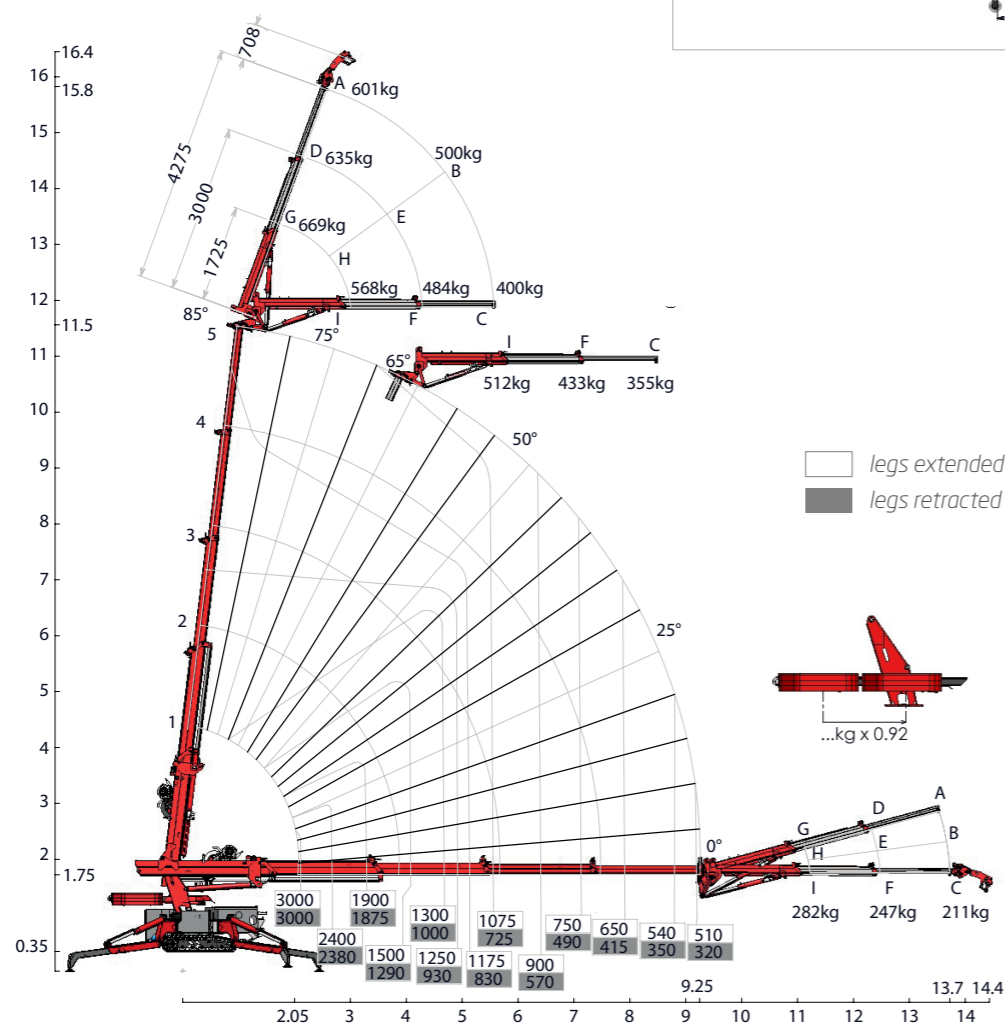 708
16.4
16
15.8
A 601kg
15
4275
3000
D 635kg
500kg
B
14
1725
G 669kg
E
13
H
12
568kg 484kg 400kg
85°
I F C
11.5
5
75°
11
65°
I F C
512kg 433kg 355kg
10
4
50°
9
legs extended
8
legs retracted
3
7
6
2
25°
5
1
...kg x 0.92
4
3
A
D
G
B
E
2
0°
H
1.75
I F C
282kg 247kg 211kg
3000 1900 1300 1075 750 650 540 510
3000 1875 1000 725 490 415 350 320
2400 1500 1250 1175 900
2380 1290 930 830 570
0.35
9.25 13.7 14.4
2.05 3 4 5 6 7 8 9 10 11 12 13 14